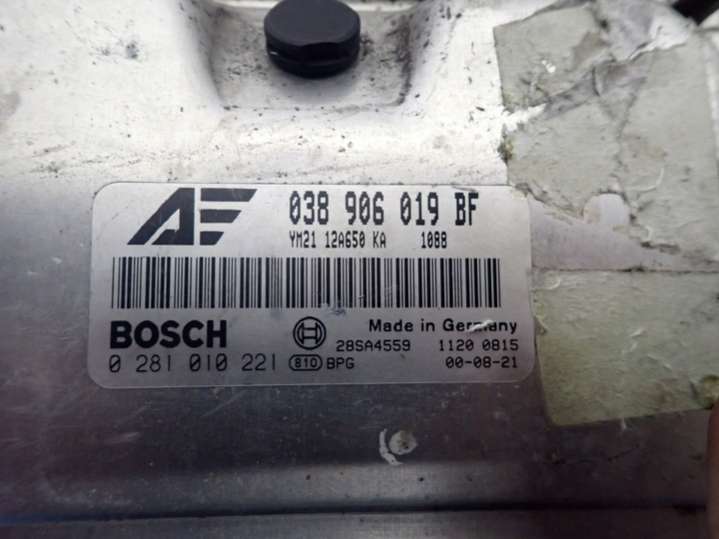 AF 038 906 019 BF
YM21 12A650 KA 1088
BOSCH Made in Germany
28SA4559 1120 0815
0 281 010 221 810 BPG 00-08-21